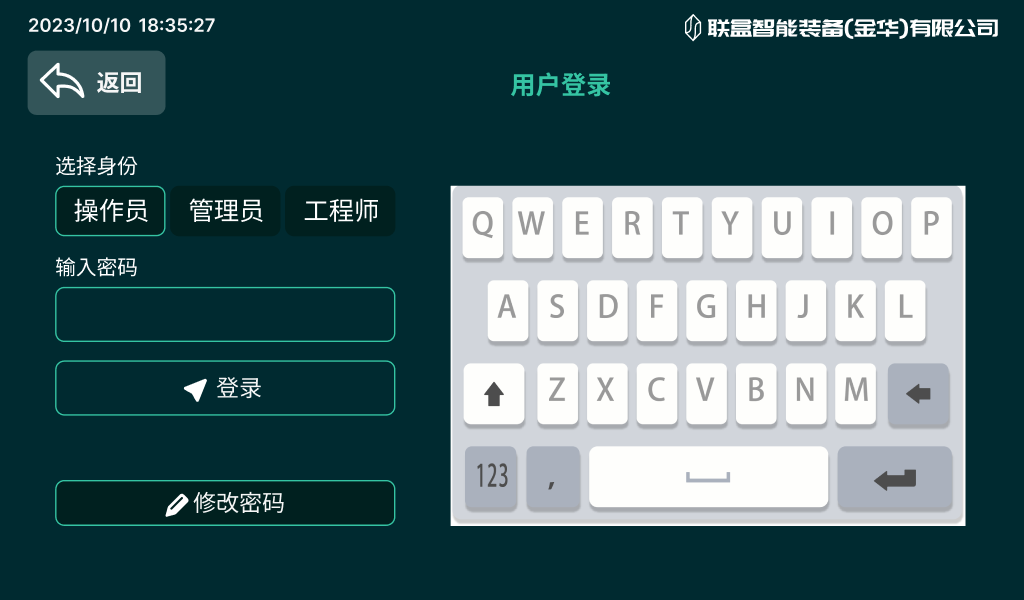 2023/10/10 18:35:27
联盒智能装备(金华)有限公司
返回
用户登录
选择身份
操作员 管理员 工程师
输入密码
登录
修改密码
Q W E R T Y U I O P
A S D F G H J K L
Z X C V B N M
123 ,